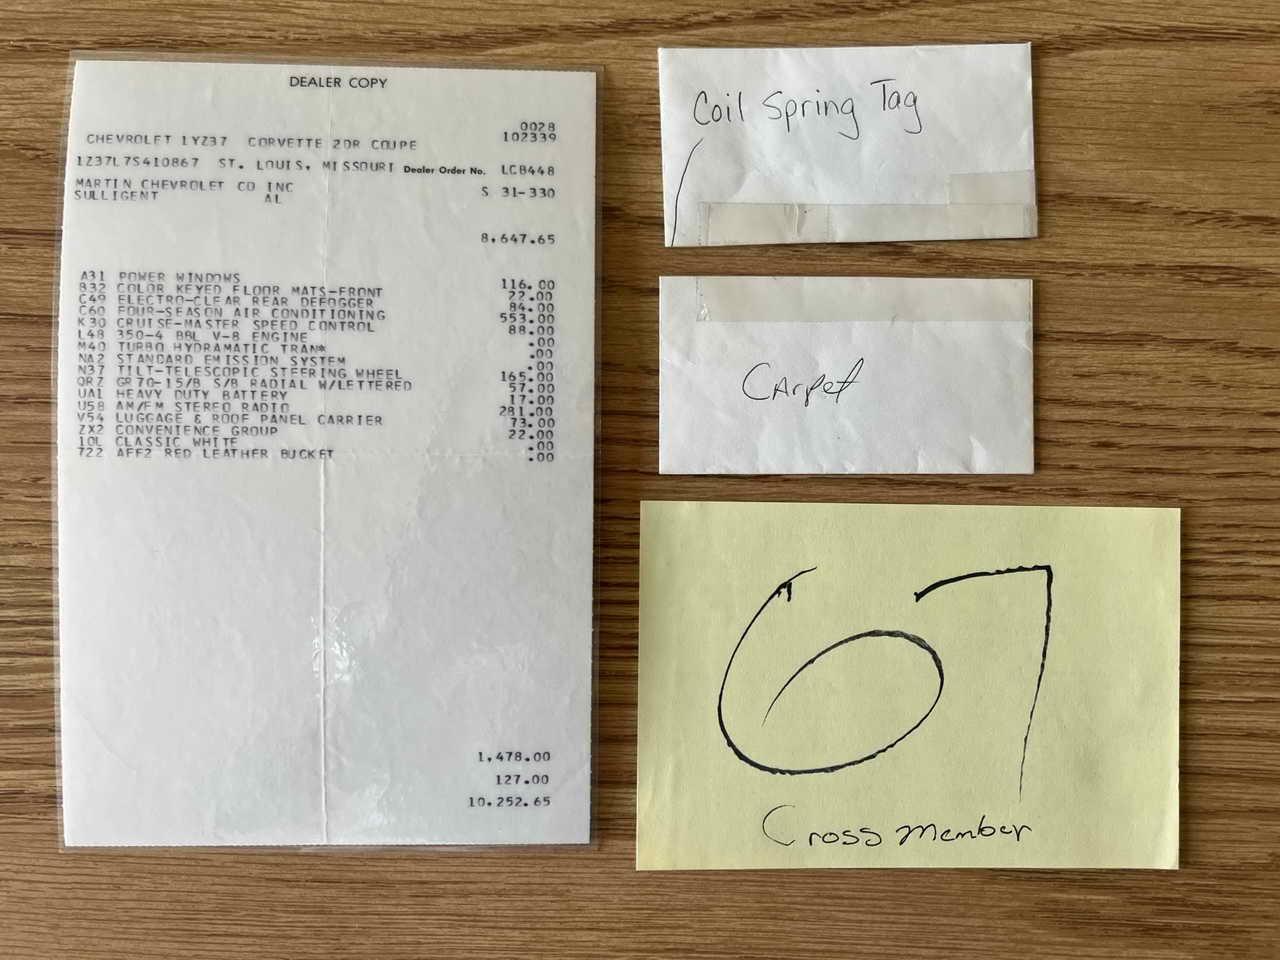 DEALER COPY
0028
CHEVROLET 1YZ37 CORVETTE 2DR COUPE 102339
1Z37L7S410867 ST. LOUIS, MISSOURI Dealer Order No. LCB448
MARTIN CHEVROLET CO INC S 31-330
SULLIGENT AL
8,647.65
A31 POWER WINDOWS 116.00
B32 COLOR KEYED FLOOR MATS-FRONT 22.00
C49 ELECTRO-CLEAR REAR DEFOGGER 84.00
C60 FOUR-SEASON AIR CONDITIONING 553.00
K30 CRUISE-MASTER SPEED CONTROL 88.00
L48 350-4 BBL V-8 ENGINE .00
M40 TURBO HYDRAMATIC TRAN* .00
NA2 STANDARD EMISSION SYSTEM .00
N37 TILT-TELESCOPIC STEERING WHEEL 165.00
QRZ GR70-15/B S/B RADIAL W/LETTERED 57.00
UA1 HEAVY DUTY BATTERY 17.00
U58 AM/FM STEREO RADIO 281.00
V54 LUGGAGE & ROOF PANEL CARRIER 73.00
ZX2 CONVENIENCE GROUP 22.00
10L CLASSIC WHITE .00
722 AFF2 RED LEATHER BUCKET .00
1,478.00
127.00
10,252.65
Coil Spring Tag
Carpet
67
Cross member